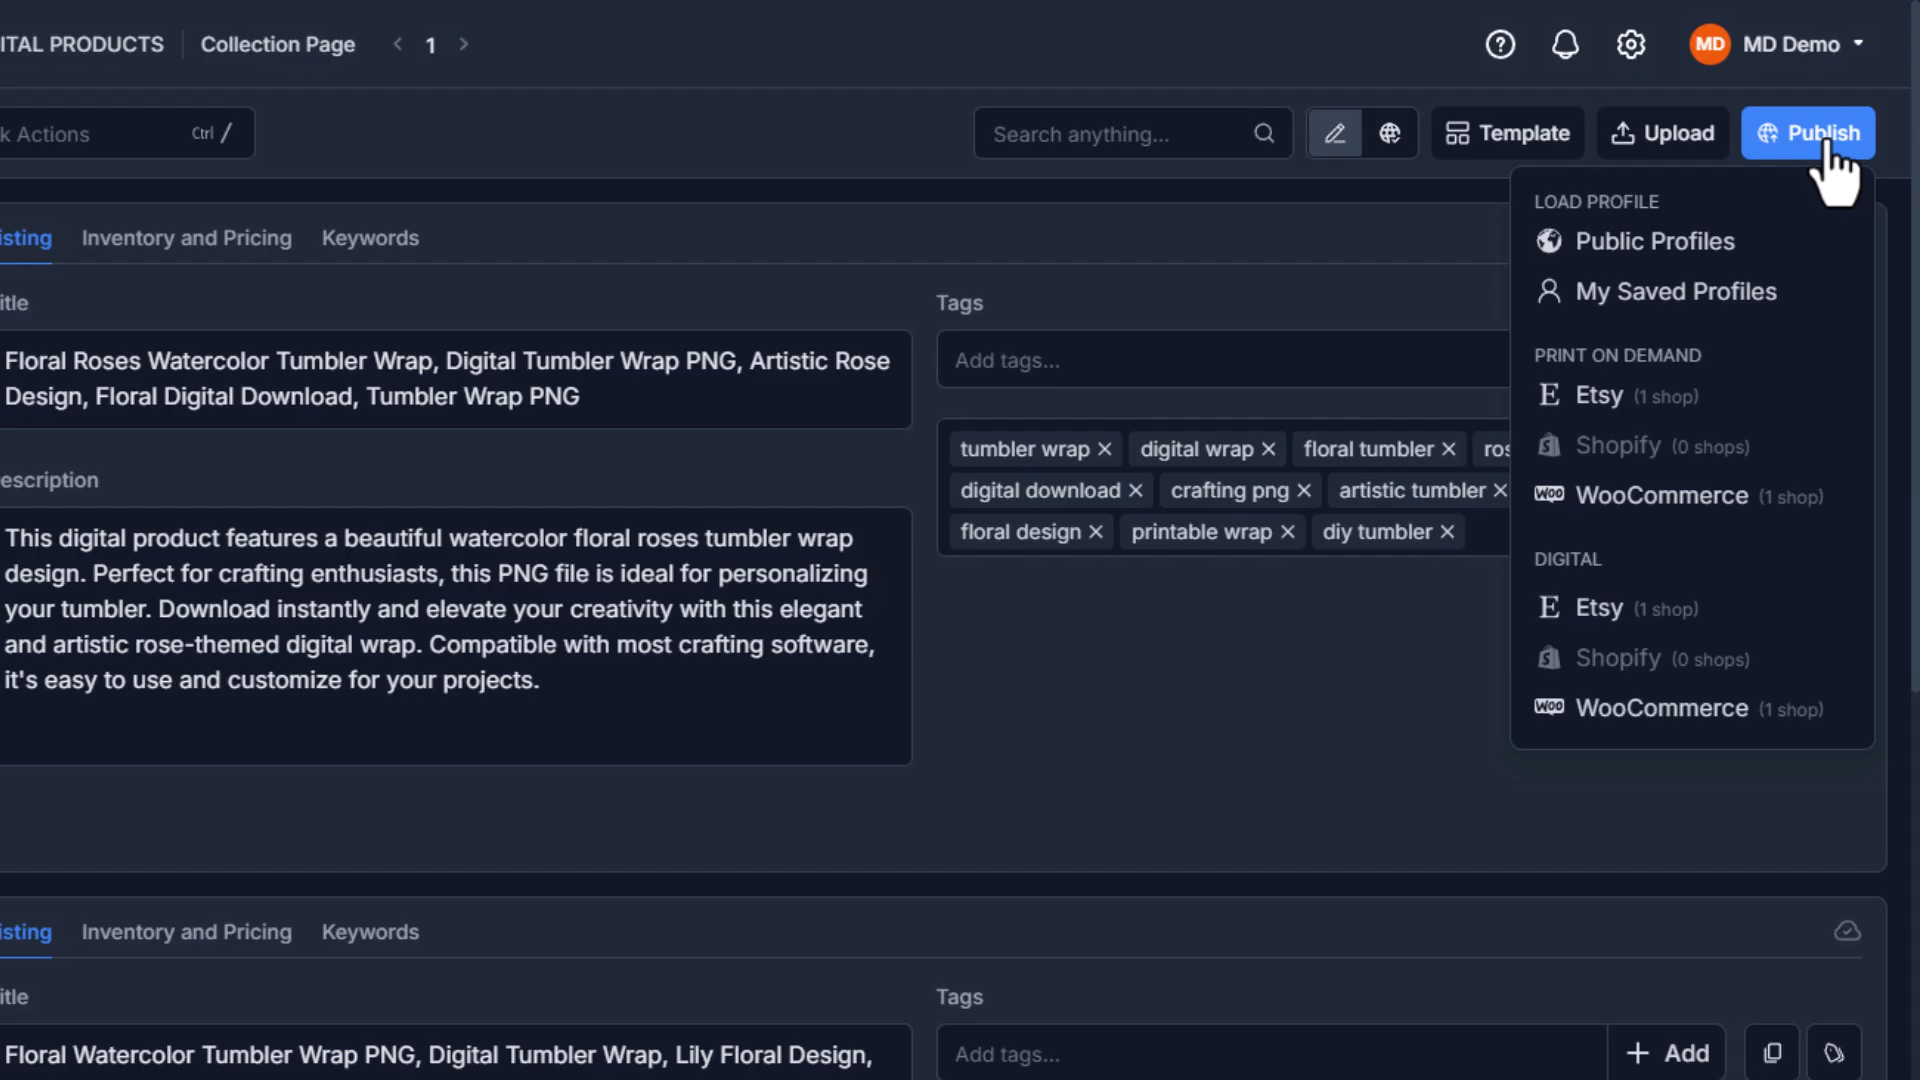 ITAL PRODUCTS
Collection Page
1
MD
MD Demo
k Actions
Ctrl /
Search anything...
Template
Upload
Publish
isting
Inventory and Pricing
Keywords
itle
Floral Roses Watercolor Tumbler Wrap, Digital Tumbler Wrap PNG, Artistic Rose
Design, Floral Digital Download, Tumbler Wrap PNG
escription
This digital product features a beautiful watercolor floral roses tumbler wrap
design. Perfect for crafting enthusiasts, this PNG file is ideal for personalizing
your tumbler. Download instantly and elevate your creativity with this elegant
and artistic rose-themed digital wrap. Compatible with most crafting software,
it's easy to use and customize for your projects.
Tags
Add tags...
tumbler wrap
digital wrap
floral tumbler
ros
digital download
crafting png
artistic tumbler
floral design
printable wrap
diy tumbler
LOAD PROFILE
Public Profiles
My Saved Profiles
PRINT ON DEMAND
E Etsy (1 shop)
Shopify (0 shops)
WOO WooCommerce (1 shop)
DIGITAL
E Etsy (1 shop)
Shopify (0 shops)
WOO WooCommerce (1 shop)
isting
Inventory and Pricing
Keywords
itle
Floral Watercolor Tumbler Wrap PNG, Digital Tumbler Wrap, Lily Floral Design,
Tags
Add tags...
Add